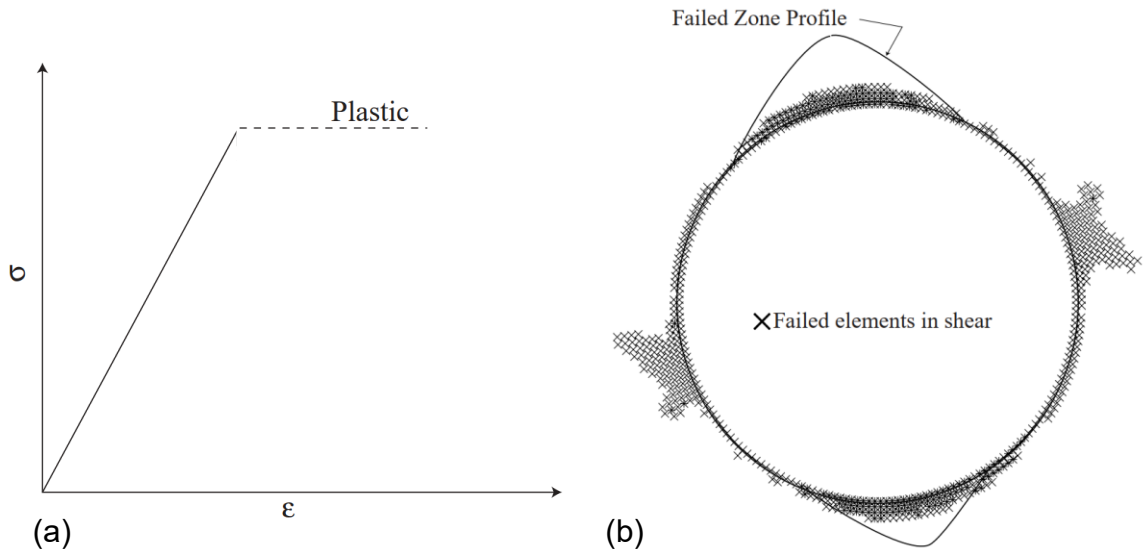 Plastic
σ
ε
(a)
Failed Zone Profile
Failed elements in shear
(b)